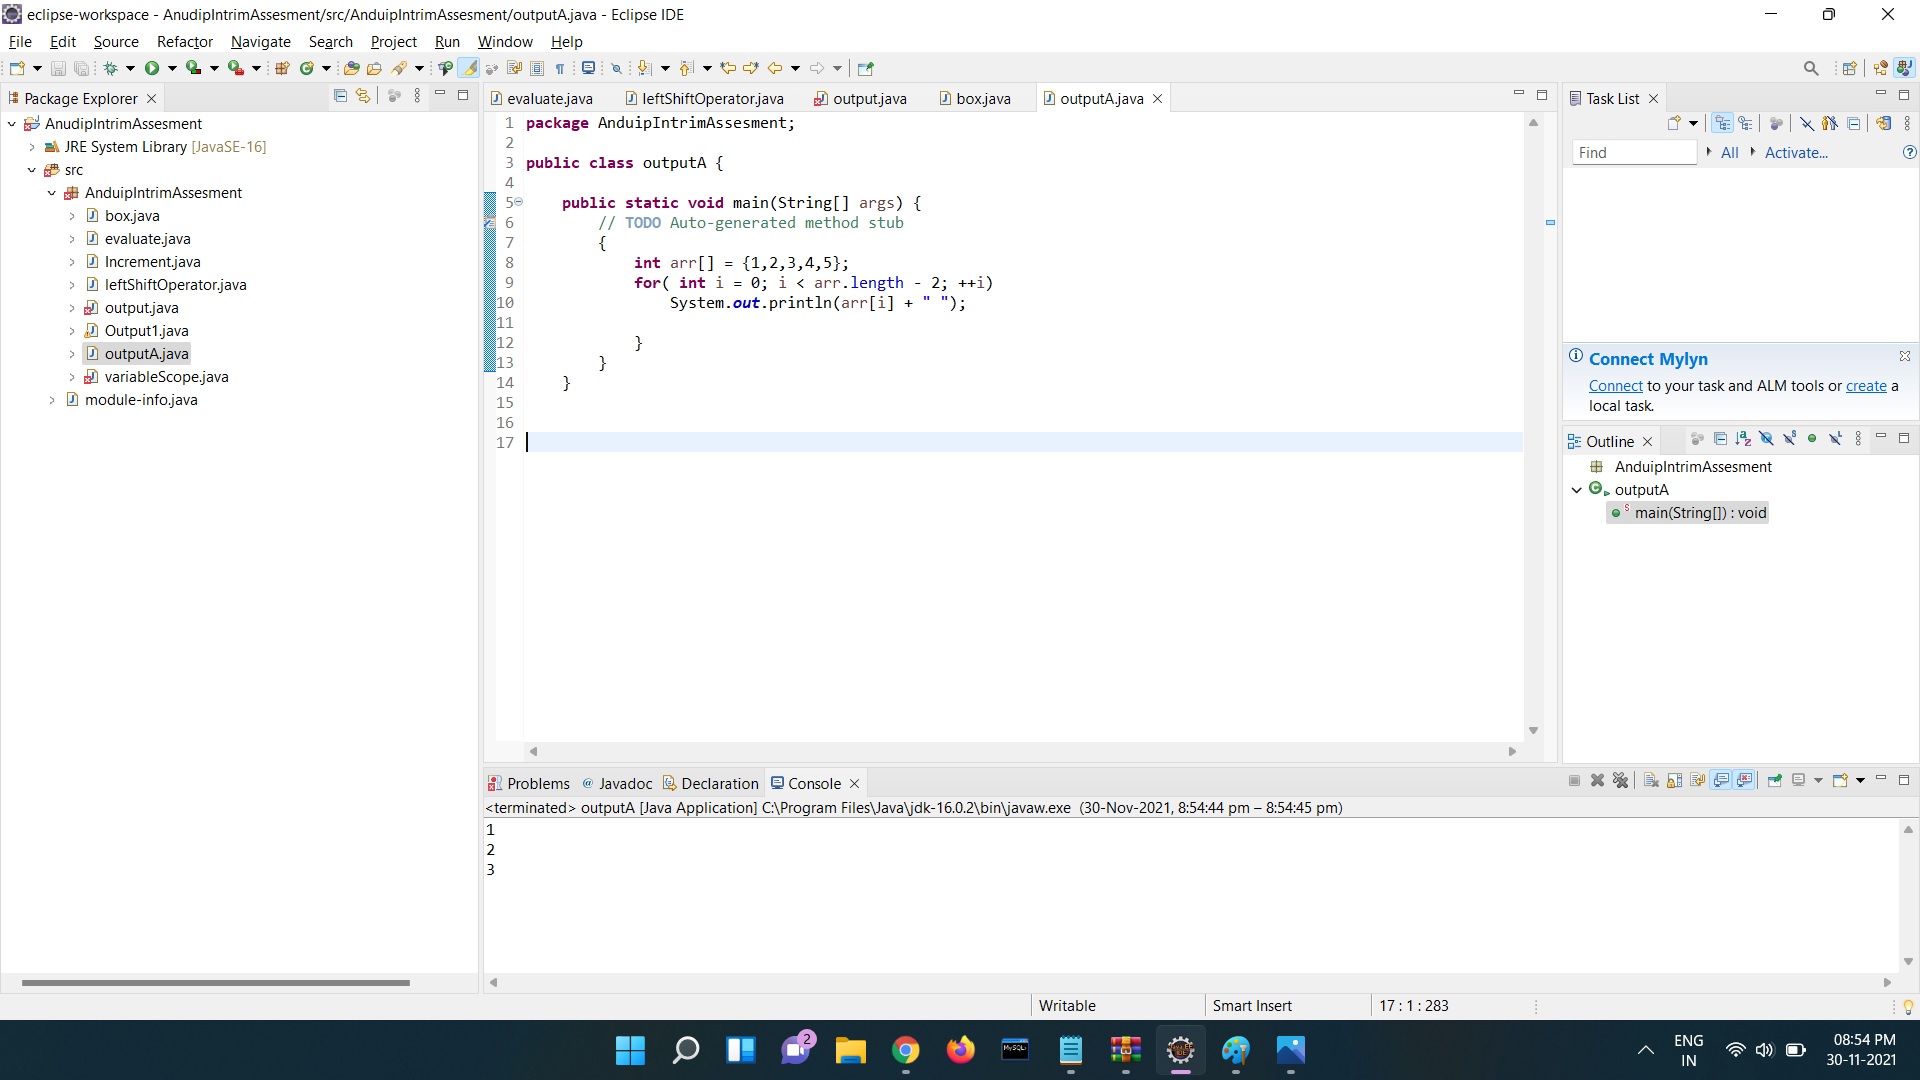 eclipse-workspace - AnudipIntrimAssesment/src/AnduipIntrimAssesment/outputA.java - Eclipse IDE
File Edit Source Refactor Navigate Search Project Run Window Help
Package Explorer
AnudipIntrimAssesment
JRE System Library [JavaSE-16]
src
AnduipIntrimAssesment
box.java
evaluate.java
Increment.java
leftShiftOperator.java
output.java
Output1.java
outputA.java
variableScope.java
module-info.java
evaluate.java leftShiftOperator.java output.java box.java outputA.java
1 package AnduipIntrimAssesment;
2
3 public class outputA {
4
5 public static void main(String[] args) {
6 // TODO Auto-generated method stub
7 {
8 int arr[] = {1,2,3,4,5};
9 for( int i = 0; i < arr.length - 2; ++i)
10 System.out.println(arr[i] + " ");
11
12 }
13 }
14 }
15
16
17
Task List
Find All Activate...
Connect Mylyn
Connect to your task and ALM tools or create a
local task.
Outline
AnduipIntrimAssesment
outputA
main(String[]) : void
Problems Javadoc Declaration Console
<terminated> outputA [Java Application] C:\Program Files\Java\jdk-16.0.2\bin\javaw.exe (30-Nov-2021, 8:54:44 pm – 8:54:45 pm)
1
2
3
Writable Smart Insert 17 : 1 : 283
2
MySQL
ENG
IN
08:54 PM
30-11-2021